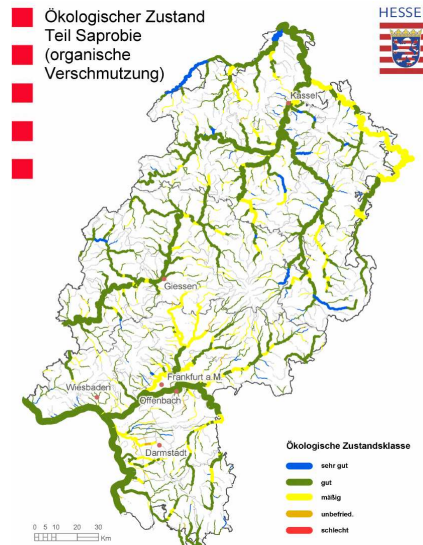 Ökologischer Zustand
Teil Saprobie
(organische
Verschmutzung)
HESSEN
Kassel
Giessen
Frankfurt a.M.
Wiesbaden
Offenbach
Darmstadt
Ökologische Zustandsklasse
sehr gut
gut
mäßig
unbefried.
schlecht
0 5 10 20 30
Km